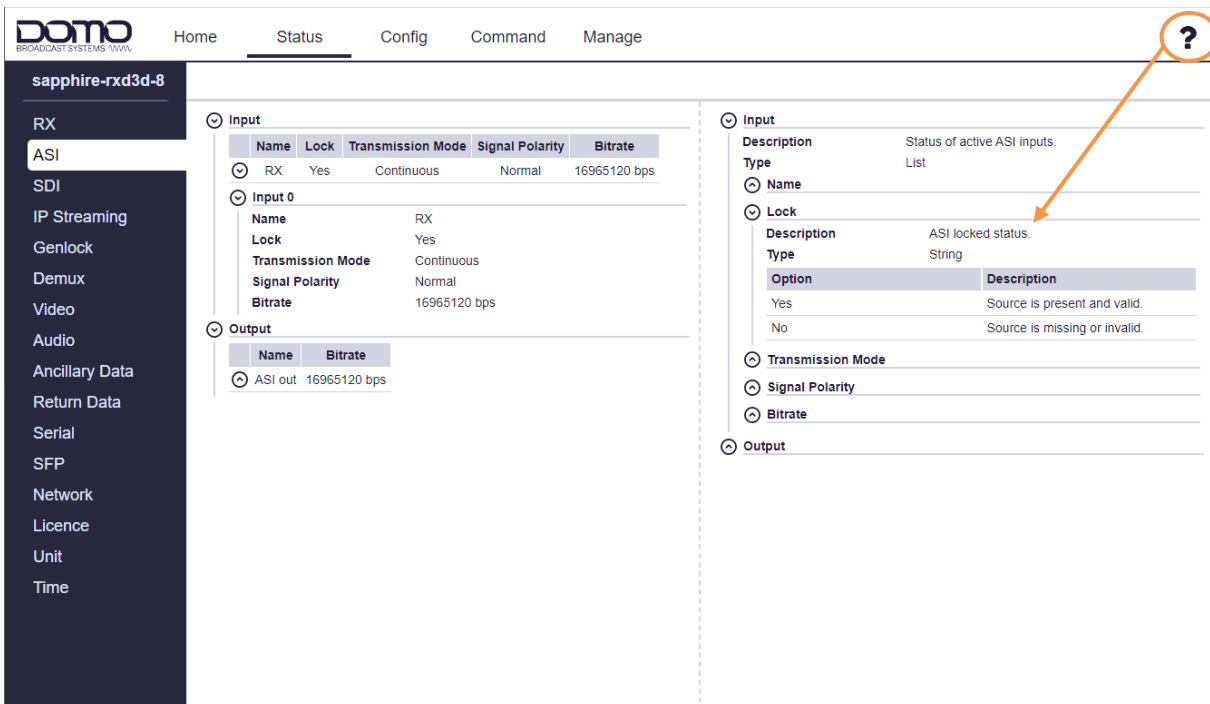 DOMO
BROADCAST SYSTEMS
Home Status Config Command Manage
?
sapphire-rxd3d-8
RX
ASI
SDI
IP Streaming
Genlock
Demux
Video
Audio
Ancillary Data
Return Data
Serial
SFP
Network
Licence
Unit
Time
Input
Name Lock Transmission Mode Signal Polarity Bitrate
RX Yes Continuous Normal 16965120 bps
Input 0
Name RX
Lock Yes
Transmission Mode Continuous
Signal Polarity Normal
Bitrate 16965120 bps
Output
Name Bitrate
ASI out 16965120 bps
Input
Description Status of active ASI inputs.
Type List
Name
Lock
Description ASI locked status.
Type String
Option Description
Yes Source is present and valid.
No Source is missing or invalid.
Transmission Mode
Signal Polarity
Bitrate
Output